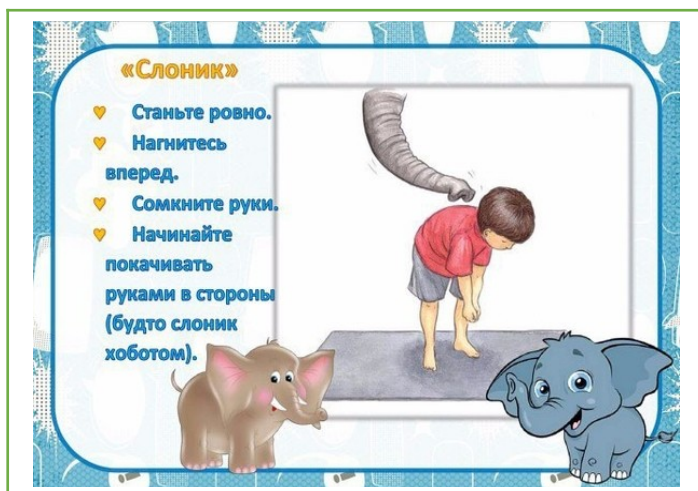 «Слоник»
Станьте ровно.
Нагнитесь
вперед.
Сомкните руки.
Начинайте
покачивать
руками в стороны
(будто слоник
хоботом).